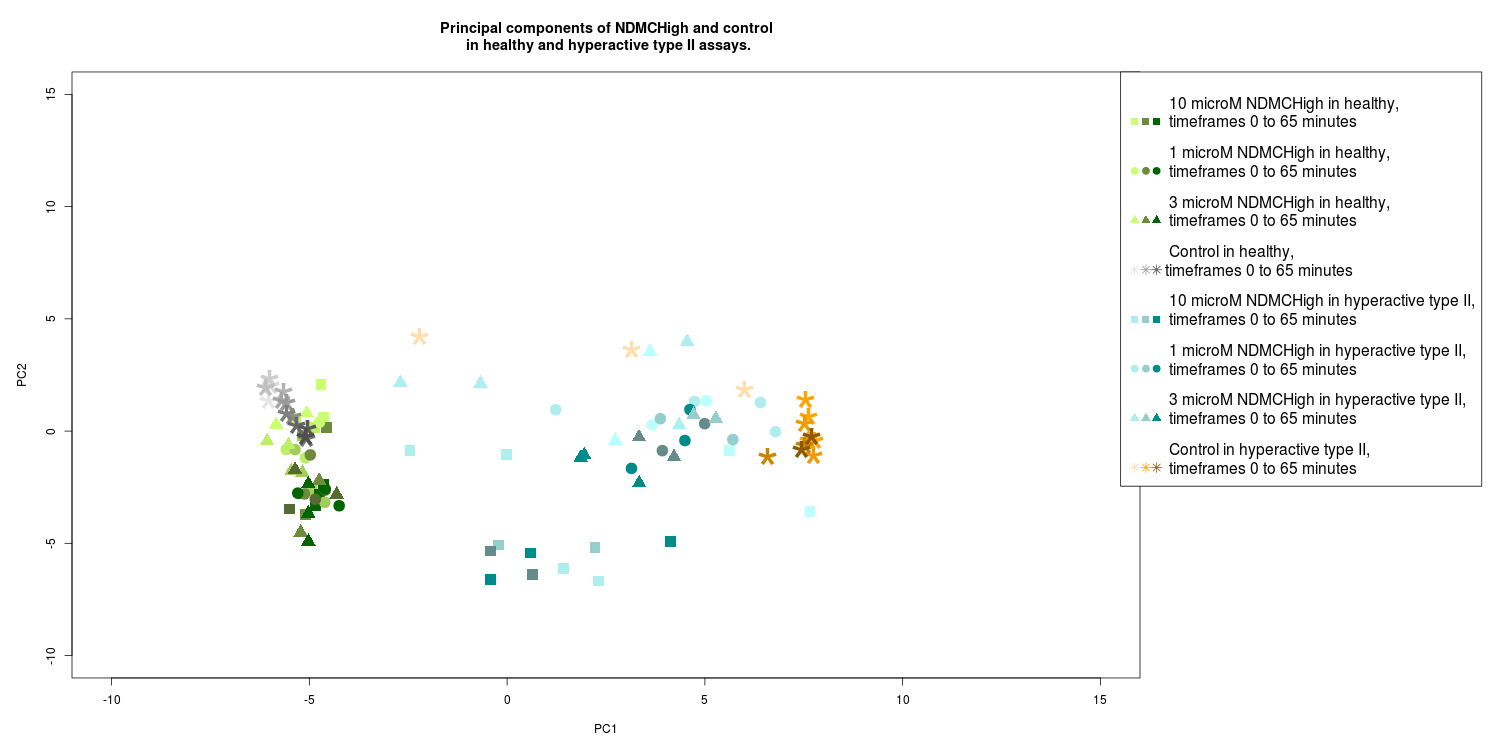 Principal components of NDMCHigh and control
in healthy and hyperactive type II assays.
15
10
5
0
-5
-10
PC2
-10
-5
0
5
10
15
PC1
10 microM NDMCHigh in healthy,
timeframes 0 to 65 minutes
1 microM NDMCHigh in healthy,
timeframes 0 to 65 minutes
3 microM NDMCHigh in healthy,
timeframes 0 to 65 minutes
Control in healthy,
timeframes 0 to 65 minutes
10 microM NDMCHigh in hyperactive type II,
timeframes 0 to 65 minutes
1 microM NDMCHigh in hyperactive type II,
timeframes 0 to 65 minutes
3 microM NDMCHigh in hyperactive type II,
timeframes 0 to 65 minutes
Control in hyperactive type II,
timeframes 0 to 65 minutes